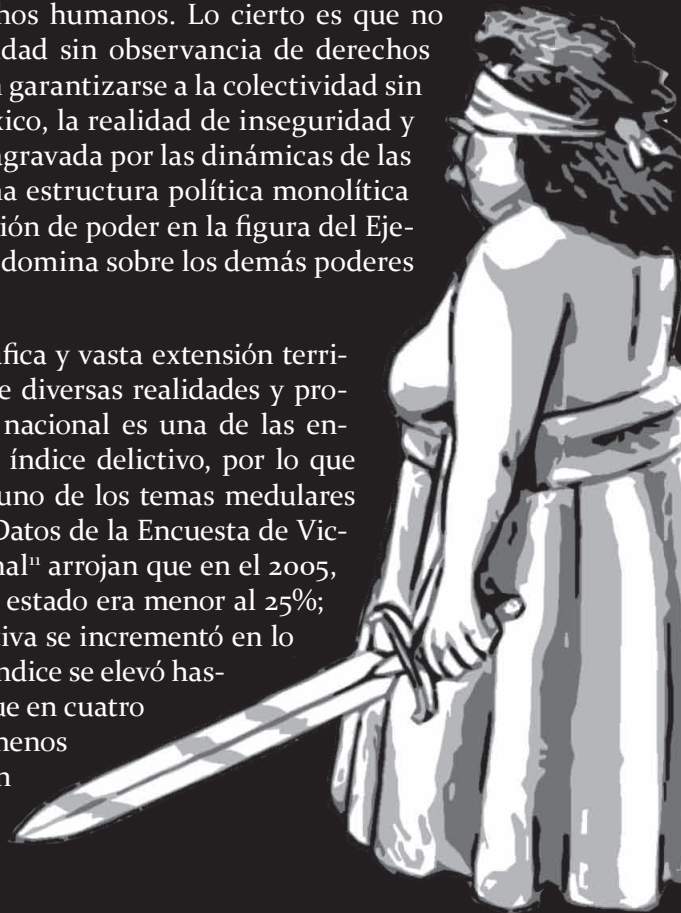 hos humanos. Lo cierto es que no
dad sin observancia de derechos
garantizarse a la colectividad sin
xico, la realidad de inseguridad y
agravada por las dinámicas de las
na estructura política monolítica
ión de poder en la figura del Eje-
domina sobre los demás poderes
áfica y vasta extensión terri-
e diversas realidades y pro-
nacional es una de las en-
índice delictivo, por lo que
uno de los temas medulares
Datos de la Encuesta de Vic-
nal¹¹ arrojan que en el 2005,
estado era menor al 25%;
tiva se incrementó en lo
índice se elevó has-
ue en cuatro
menos
n